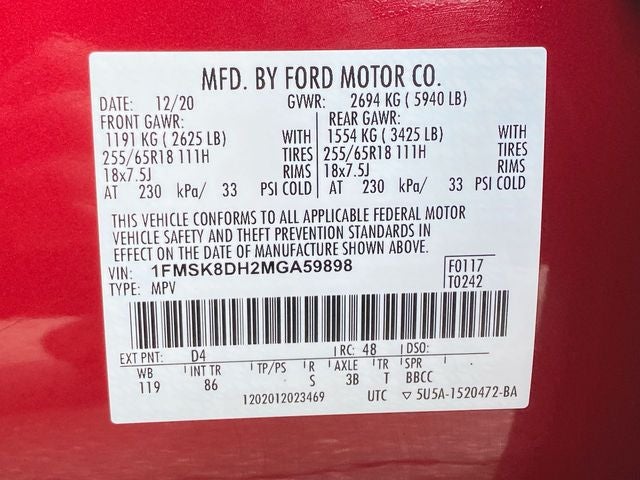 MFD. BY FORD MOTOR CO.
DATE: 12/20 GVWR: 2694 KG ( 5940 LB)
FRONT GAWR: REAR GAWR:
1191 KG ( 2625 LB) WITH 1554 KG ( 3425 LB) WITH
255/65R18 111H TIRES 255/65R18 111H TIRES
18x7.5J RIMS 18x7.5J RIMS
AT 230 kPa/ 33 PSI COLD AT 230 kPa/ 33 PSI COLD
THIS VEHICLE CONFORMS TO ALL APPLICABLE FEDERAL MOTOR
VEHICLE SAFETY AND THEFT PREVENTION STANDARDS IN
EFFECT ON THE DATE OF MANUFACTURE SHOWN ABOVE.
VIN: 1FMSK8DH2MGA59898 F0117
TYPE: MPV T0242
EXT PNT: D4 RC: 48 DSO:
WB INT TR TP/PS R AXLE TR SPR
119 86 S 3B T BBCC
1202012023469 UTC ▽ 5U5A-1520472-BA